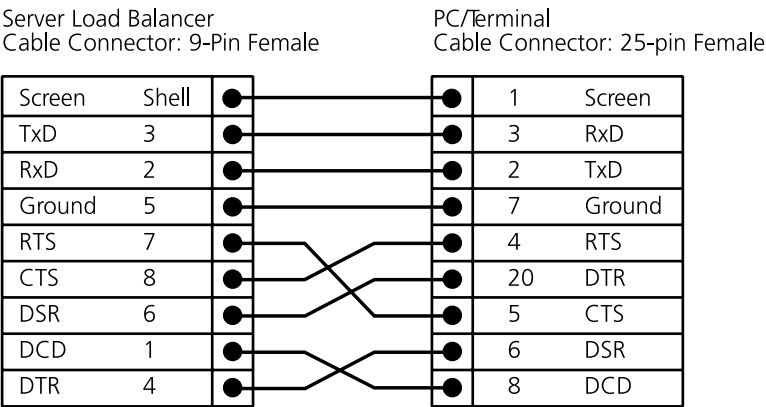 Server Load Balancer
Cable Connector: 9-Pin Female
PC/Terminal
Cable Connector: 25-pin Female
Screen Shell 1 Screen
TxD 3 3 RxD
RxD 2 2 TxD
Ground 5 7 Ground
RTS 7 4 RTS
CTS 8 20 DTR
DSR 6 5 CTS
DCD 1 6 DSR
DTR 4 8 DCD